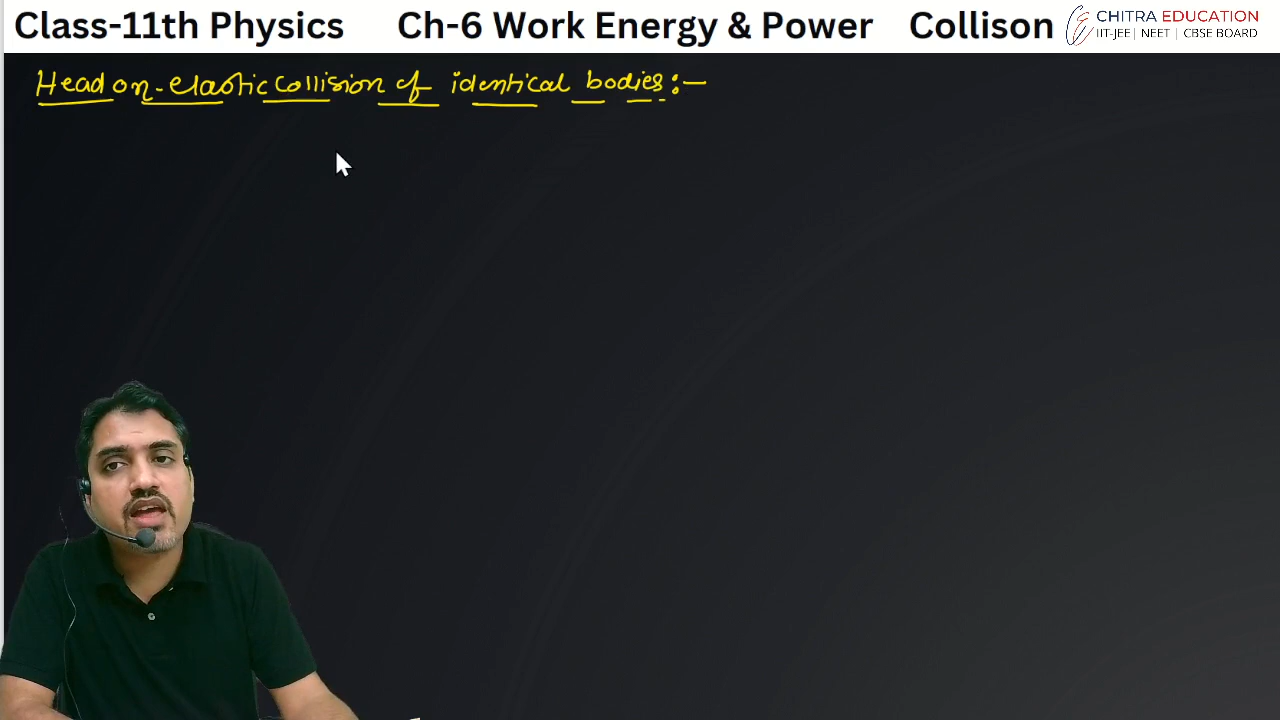 Class-11th Physics Ch-6 Work Energy & Power Collison
CHITRA EDUCATION
IIT-JEE | NEET | CBSE BOARD
Head on-elastic collision of identical bodies:-